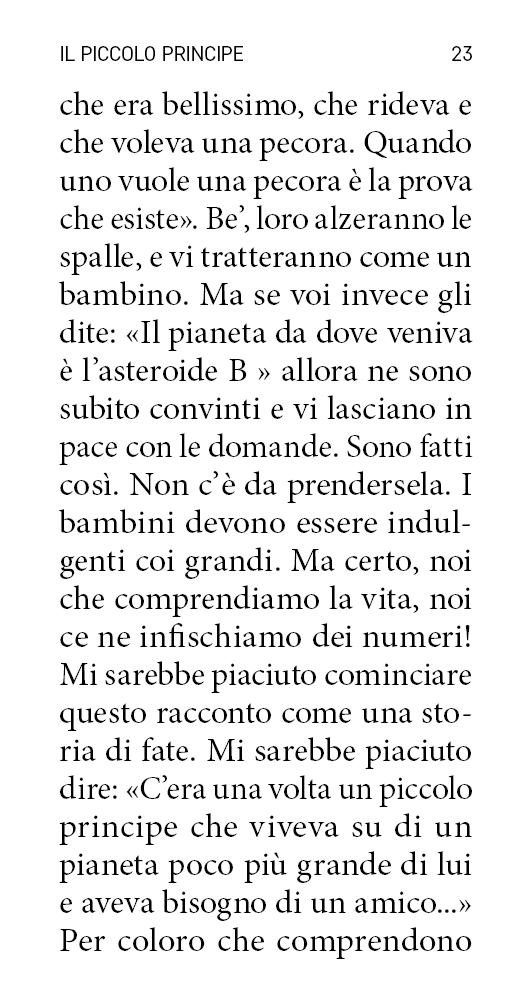 IL PICCOLO PRINCIPE 23
che era bellissimo, che rideva e
che voleva una pecora. Quando
uno vuole una pecora è la prova
che esiste». Be’, loro alzeranno le
spalle, e vi tratteranno come un
bambino. Ma se voi invece gli
dite: «Il pianeta da dove veniva
è l’asteroide B » allora ne sono
subito convinti e vi lasciano in
pace con le domande. Sono fatti
così. Non c’è da prendersela. I
bambini devono essere indul-
genti coi grandi. Ma certo, noi
che comprendiamo la vita, noi
ce ne infischiamo dei numeri!
Mi sarebbe piaciuto cominciare
questo racconto come una sto-
ria di fate. Mi sarebbe piaciuto
dire: «C’era una volta un piccolo
principe che viveva su di un
pianeta poco più grande di lui
e aveva bisogno di un amico...»
Per coloro che comprendono